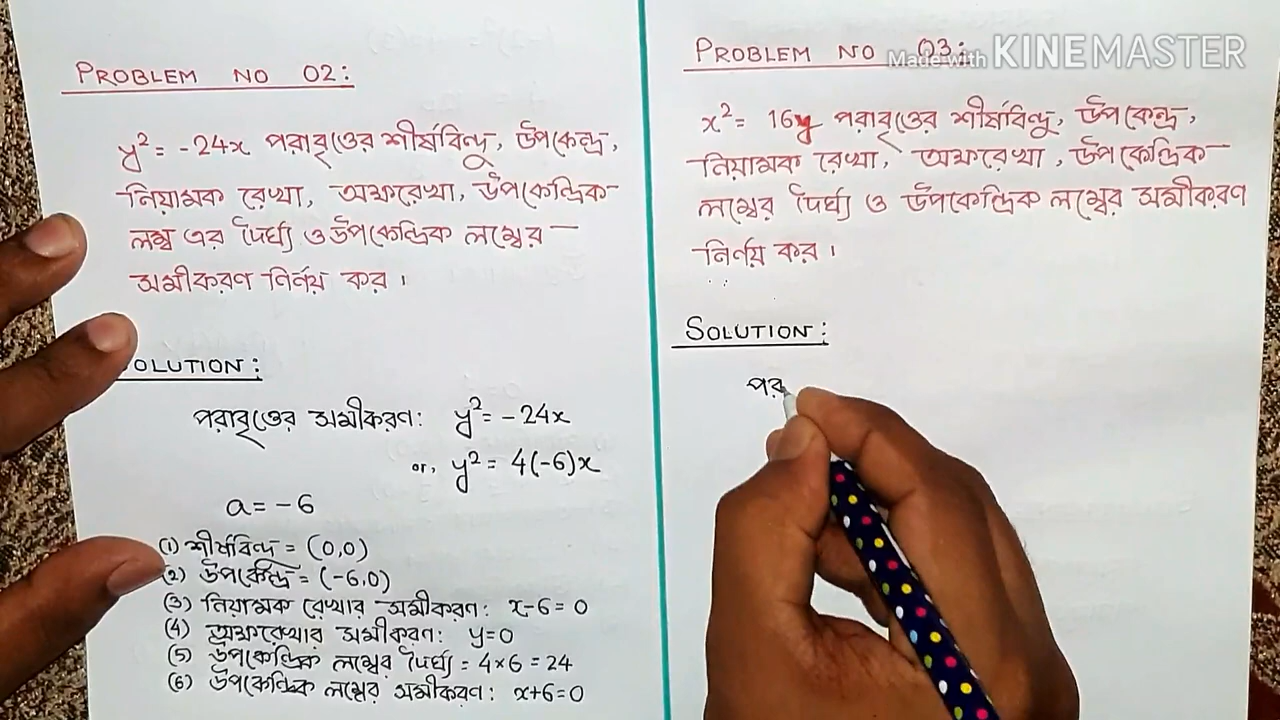 PROBLEM NO 02:
y² = -24x পরাবৃত্তের শীর্ষবিন্দু, উপকেন্দ্র,
নিয়ামক রেখা, অক্ষরেখা, উপকেন্দ্রিক
লম্ব এর দৈর্ঘ্য ও উপকেন্দ্রিক লম্বের
সমীকরণ নির্নয় কর।
SOLUTION:
পরাবৃত্তের সমীকরণ: y² = -24x
or, y² = 4(-6)x
a = -6
(1) শীর্ষবিন্দু = (0,0)
(2) উপকেন্দ্র = (-6,0)
(3) নিয়ামক রেখার সমীকরণ: x-6=0
(4) অক্ষরেখার সমীকরণ: y=0
(5) উপকেন্দ্রিক লম্বের দৈর্ঘ্য = 4×6 = 24
(6) উপকেন্দ্রিক লম্বের সমীকরণ: x+6=0
PROBLEM NO 03:
Made with KINEMASTER
x² = 16y পরাবৃত্তের শীর্ষবিন্দু, উপকেন্দ্র,
নিয়ামক রেখা, অক্ষরেখা, উপকেন্দ্রিক
লম্বের দৈর্ঘ্য ও উপকেন্দ্রিক লম্বের সমীকরণ
নির্ণয় কর।
SOLUTION:
পর